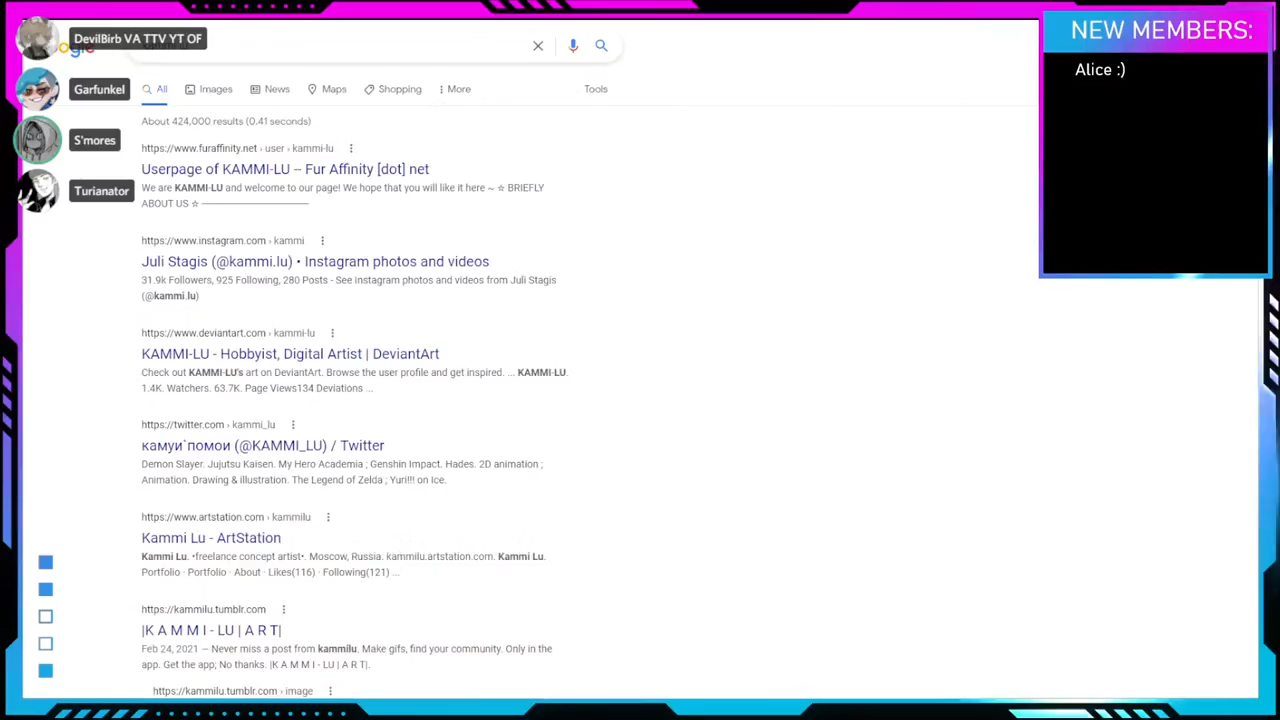 DevilBirb VA TTV YT OF
Garfunkel
S'mores
Turianator
NEW MEMBERS:
Alice :)
All
Images
News
Maps
Shopping
More
Tools
About 424,000 results (0.41 seconds)
https://www.furaffinity.net › user › kammi-lu
Userpage of KAMMI-LU -- Fur Affinity [dot] net
We are KAMMI-LU and welcome to our page! We hope that you will like it here ~ ☆ BRIEFLY
ABOUT US ☆ ────────────
https://www.instagram.com › kammi
Juli Stagis (@kammi.lu) • Instagram photos and videos
31.9k Followers, 925 Following, 280 Posts - See Instagram photos and videos from Juli Stagis
(@kammi.lu)
https://www.deviantart.com › kammi-lu
KAMMI-LU - Hobbyist, Digital Artist | DeviantArt
Check out KAMMI-LU's art on DeviantArt. Browse the user profile and get inspired. ... KAMMI-LU.
1.4K. Watchers. 63.7K. Page Views134 Deviations ...
https://twitter.com › kammi_lu
камуи`помои (@KAMMI_LU) / Twitter
Demon Slayer. Jujutsu Kaisen. My Hero Academia ; Genshin Impact. Hades. 2D animation ;
Animation. Drawing & illustration. The Legend of Zelda ; Yuri!!! on Ice.
https://www.artstation.com › kammilu
Kammi Lu - ArtStation
Kammi Lu. •freelance concept artist•. Moscow, Russia. kammilu.artstation.com. Kammi Lu.
Portfolio · Portfolio · About · Likes(116) · Following(121) ...
https://kammilu.tumblr.com
|K A M M I - LU | A R T|
Feb 24, 2021 — Never miss a post from kammilu. Make gifs, find your community. Only in the
app. Get the app; No thanks. |K A M M I - LU | A R T|.
https://kammilu.tumblr.com › image